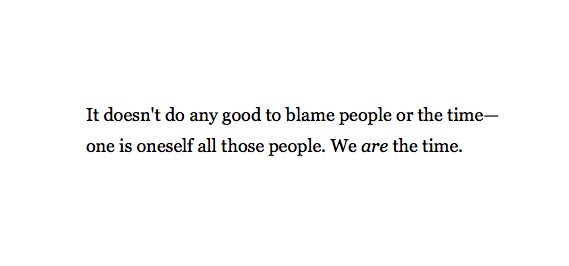 It doesn't do any good to blame people or the time—
one is oneself all those people. We are the time.